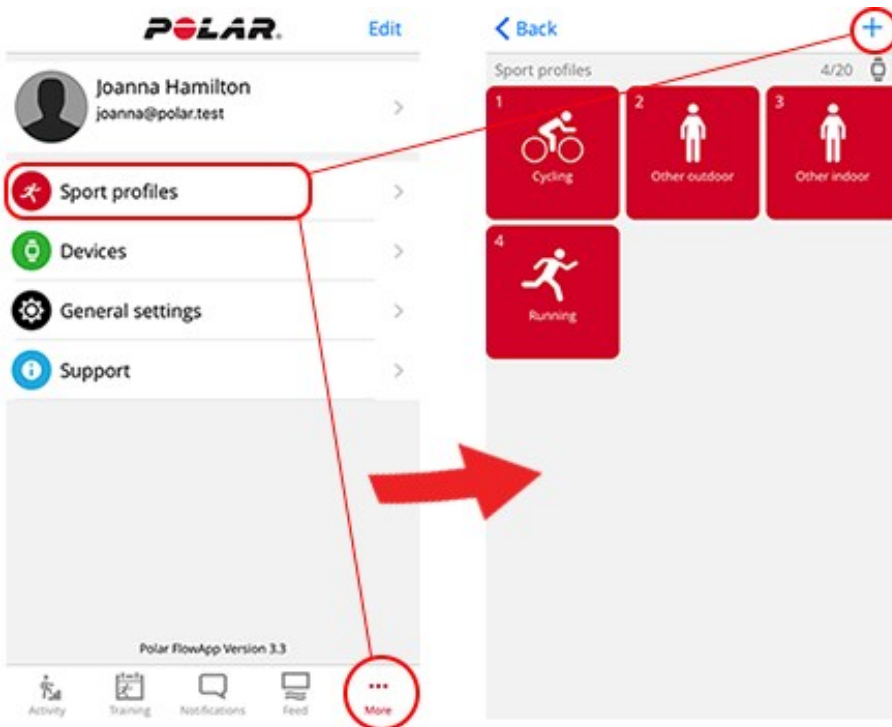 POLAR.
Edit
Joanna Hamilton
joanna@polar.test
Sport profiles
Devices
General settings
Support
Polar FlowApp Version 3.3
Activity
Training
Notifications
Feed
More
Back
+
Sport profiles
4/20
1
Cycling
2
Other outdoor
3
Other indoor
4
Running